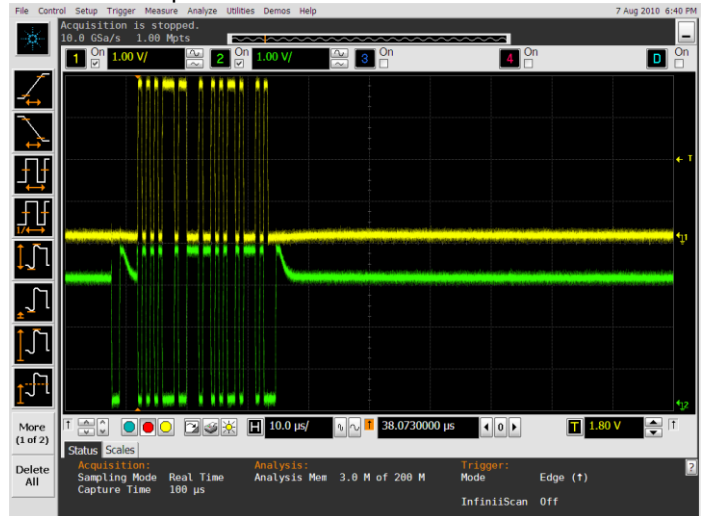 File Control Setup Trigger Measure Analyze Utilities Demos Help 7 Aug 2010 6:40 PM
Acquisition is stopped.
10.0 GSa/s 1.00 Mpts
1 On 1.00 V/ 2 On 1.00 V/ 3 On 4 On D On
T
1
2
More
(1 of 2)
Delete
All
T H 10.0 µs/ T 38.0730000 µs 0 T 1.80 V T
Status Scales
Acquisition: Analysis: Trigger:
Sampling Mode Real Time Analysis Mem 3.0 M of 200 M Mode Edge (↑)
Capture Time 100 µs
InfiniiScan Off
?
1/